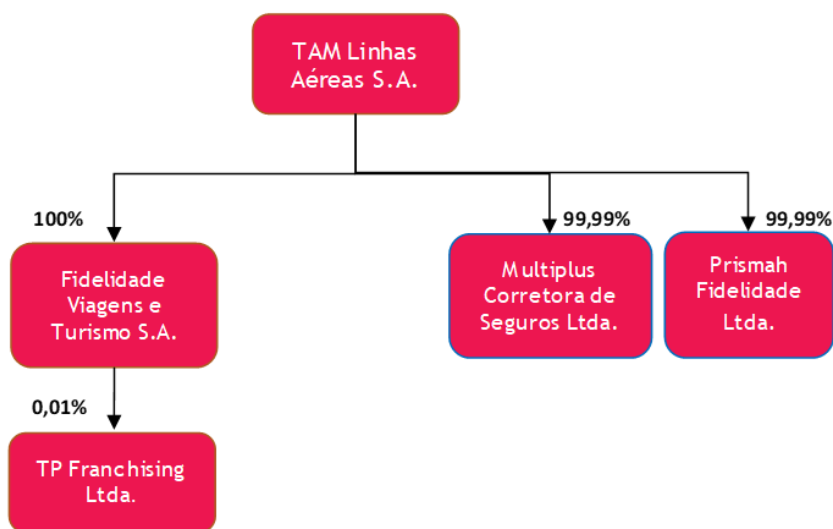 TAM Linhas
Aéreas S.A.
100%
99,99%
99,99%
Fidelidade
Viagens e
Turismo S.A.
Multiplus
Corretora de
Seguros Ltda.
Prismah
Fidelidade
Ltda.
0,01%
TP Franchising
Ltda.